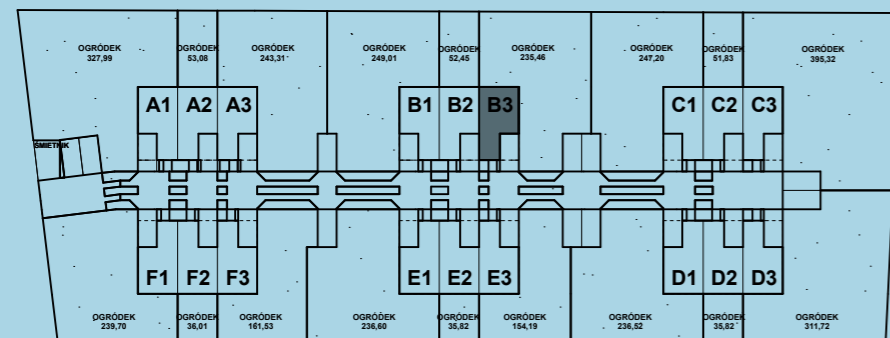 OGRÓDEK
327,99
OGRÓDEK
53,08
OGRÓDEK
243,31
OGRÓDEK
249,01
OGRÓDEK
52,45
OGRÓDEK
235,46
OGRÓDEK
247,20
OGRÓDEK
51,83
OGRÓDEK
395,32
A1 A2 A3 B1 B2 B3 C1 C2 C3
ŚMIETNIK
F1 F2 F3 E1 E2 E3 D1 D2 D3
OGRÓDEK
239,70
OGRÓDEK
36,01
OGRÓDEK
161,53
OGRÓDEK
236,60
OGRÓDEK
35,82
OGRÓDEK
154,19
OGRÓDEK
236,52
OGRÓDEK
35,82
OGRÓDEK
311,72